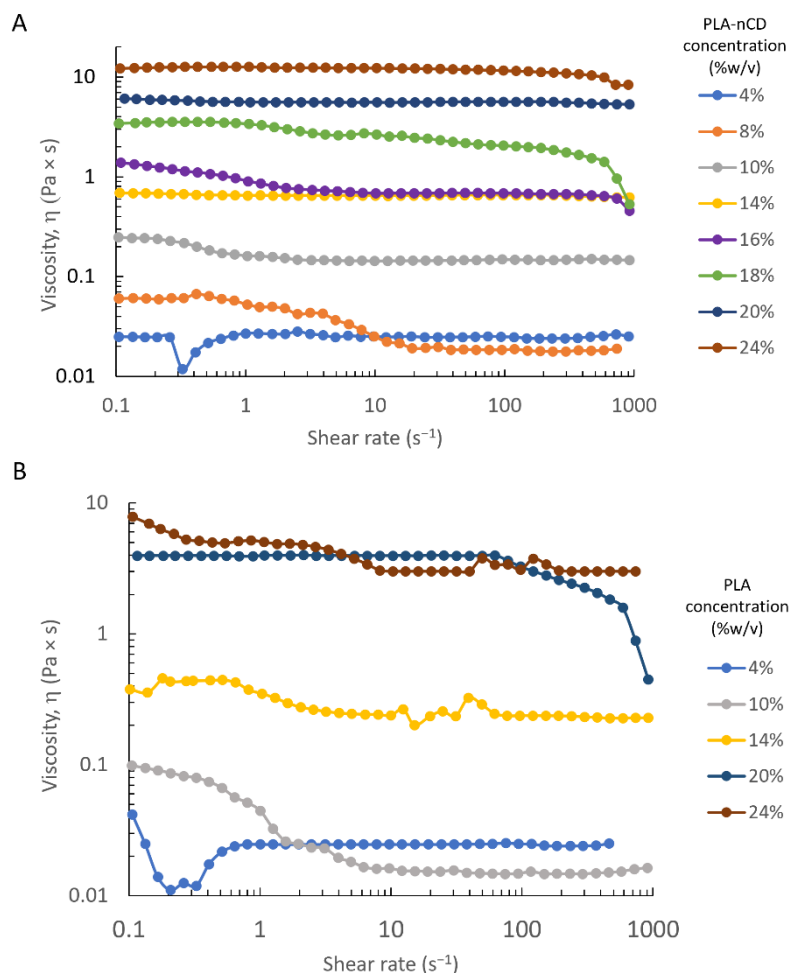 A
PLA-nCD
concentration
(%w/v)
4%
8%
10%
14%
16%
18%
20%
24%
10
1
0.1
0.01
Viscosity, η (Pa × s)
0.1 1 10 100 1000
Shear rate (s⁻¹)
B
PLA
concentration
(%w/v)
4%
10%
14%
20%
24%
10
1
0.1
0.01
Viscosity, η (Pa × s)
0.1 1 10 100 1000
Shear rate (s⁻¹)